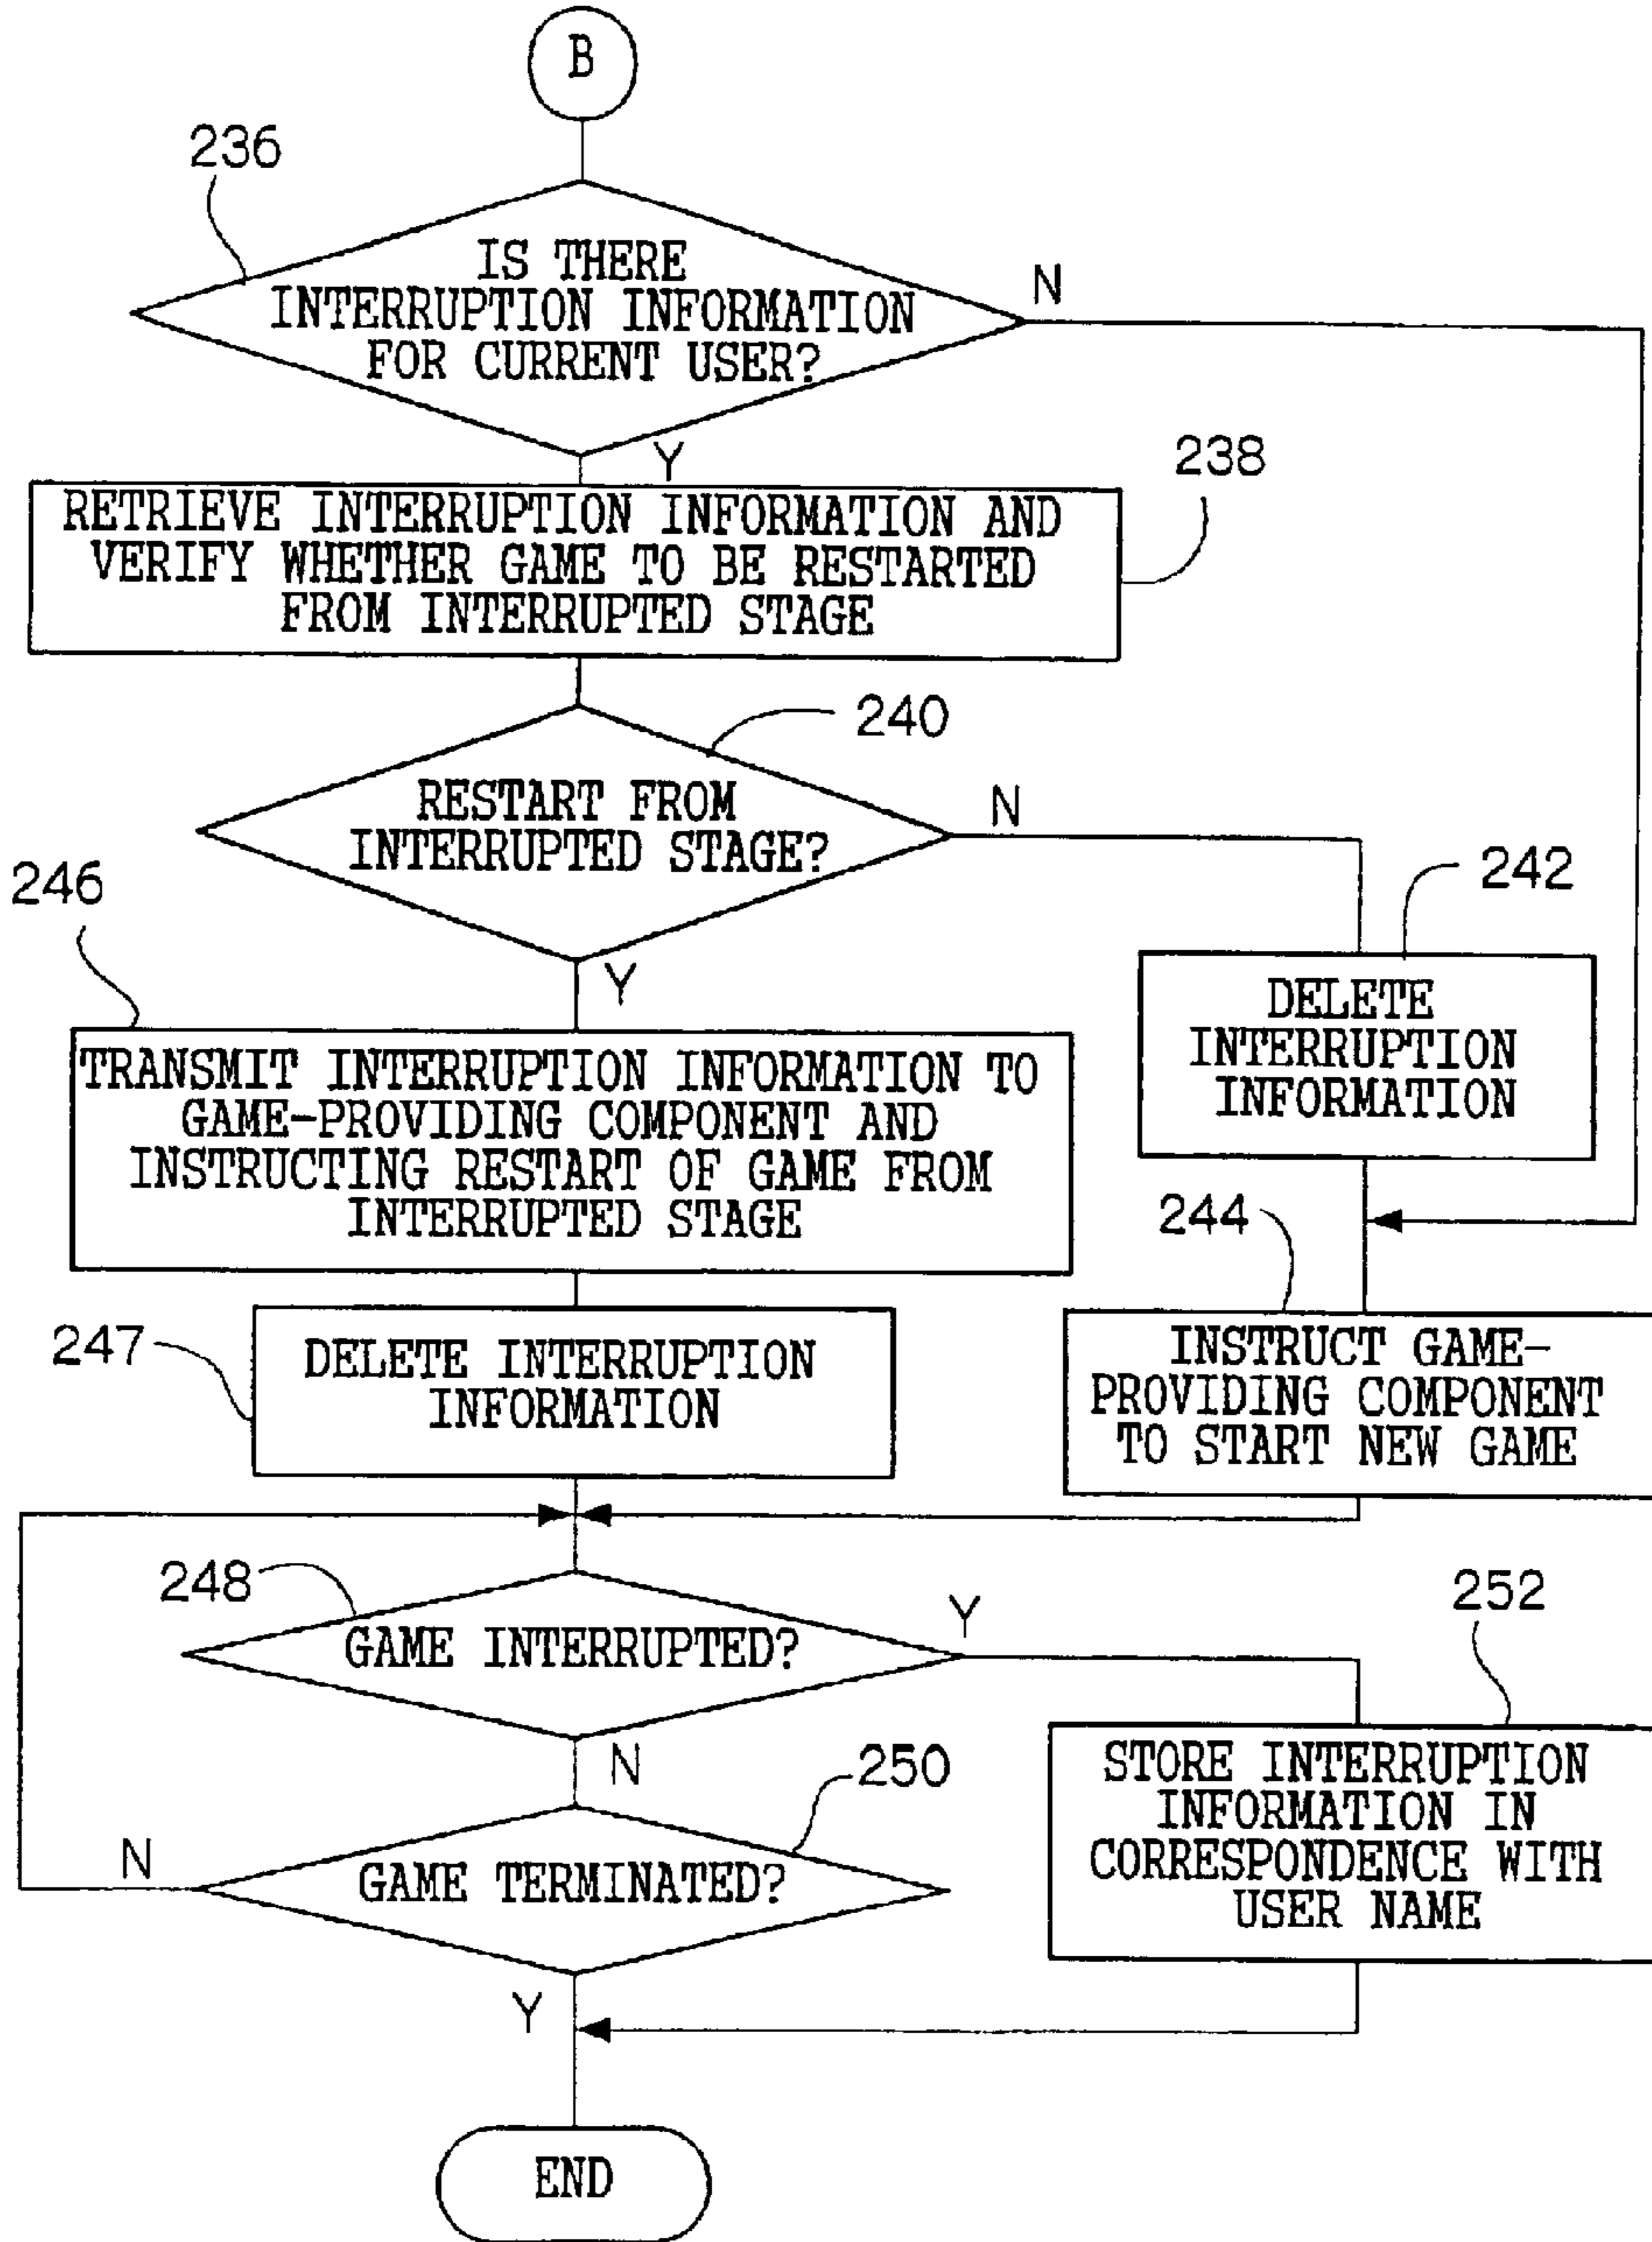 B
236
IS THERE
INTERRUPTION INFORMATION
FOR CURRENT USER?
N
Y
238
RETRIEVE INTERRUPTION INFORMATION AND
VERIFY WHETHER GAME TO BE RESTARTED
FROM INTERRUPTED STAGE
240
RESTART FROM
INTERRUPTED STAGE?
N
Y
242
DELETE
INTERRUPTION
INFORMATION
246
TRANSMIT INTERRUPTION INFORMATION TO
GAME-PROVIDING COMPONENT AND
INSTRUCTING RESTART OF GAME FROM
INTERRUPTED STAGE
244
INSTRUCT GAME-
PROVIDING COMPONENT
TO START NEW GAME
247
DELETE INTERRUPTION
INFORMATION
248
GAME INTERRUPTED?
Y
N
252
STORE INTERRUPTION
INFORMATION IN
CORRESPONDENCE WITH
USER NAME
250
GAME TERMINATED?
N
Y
END